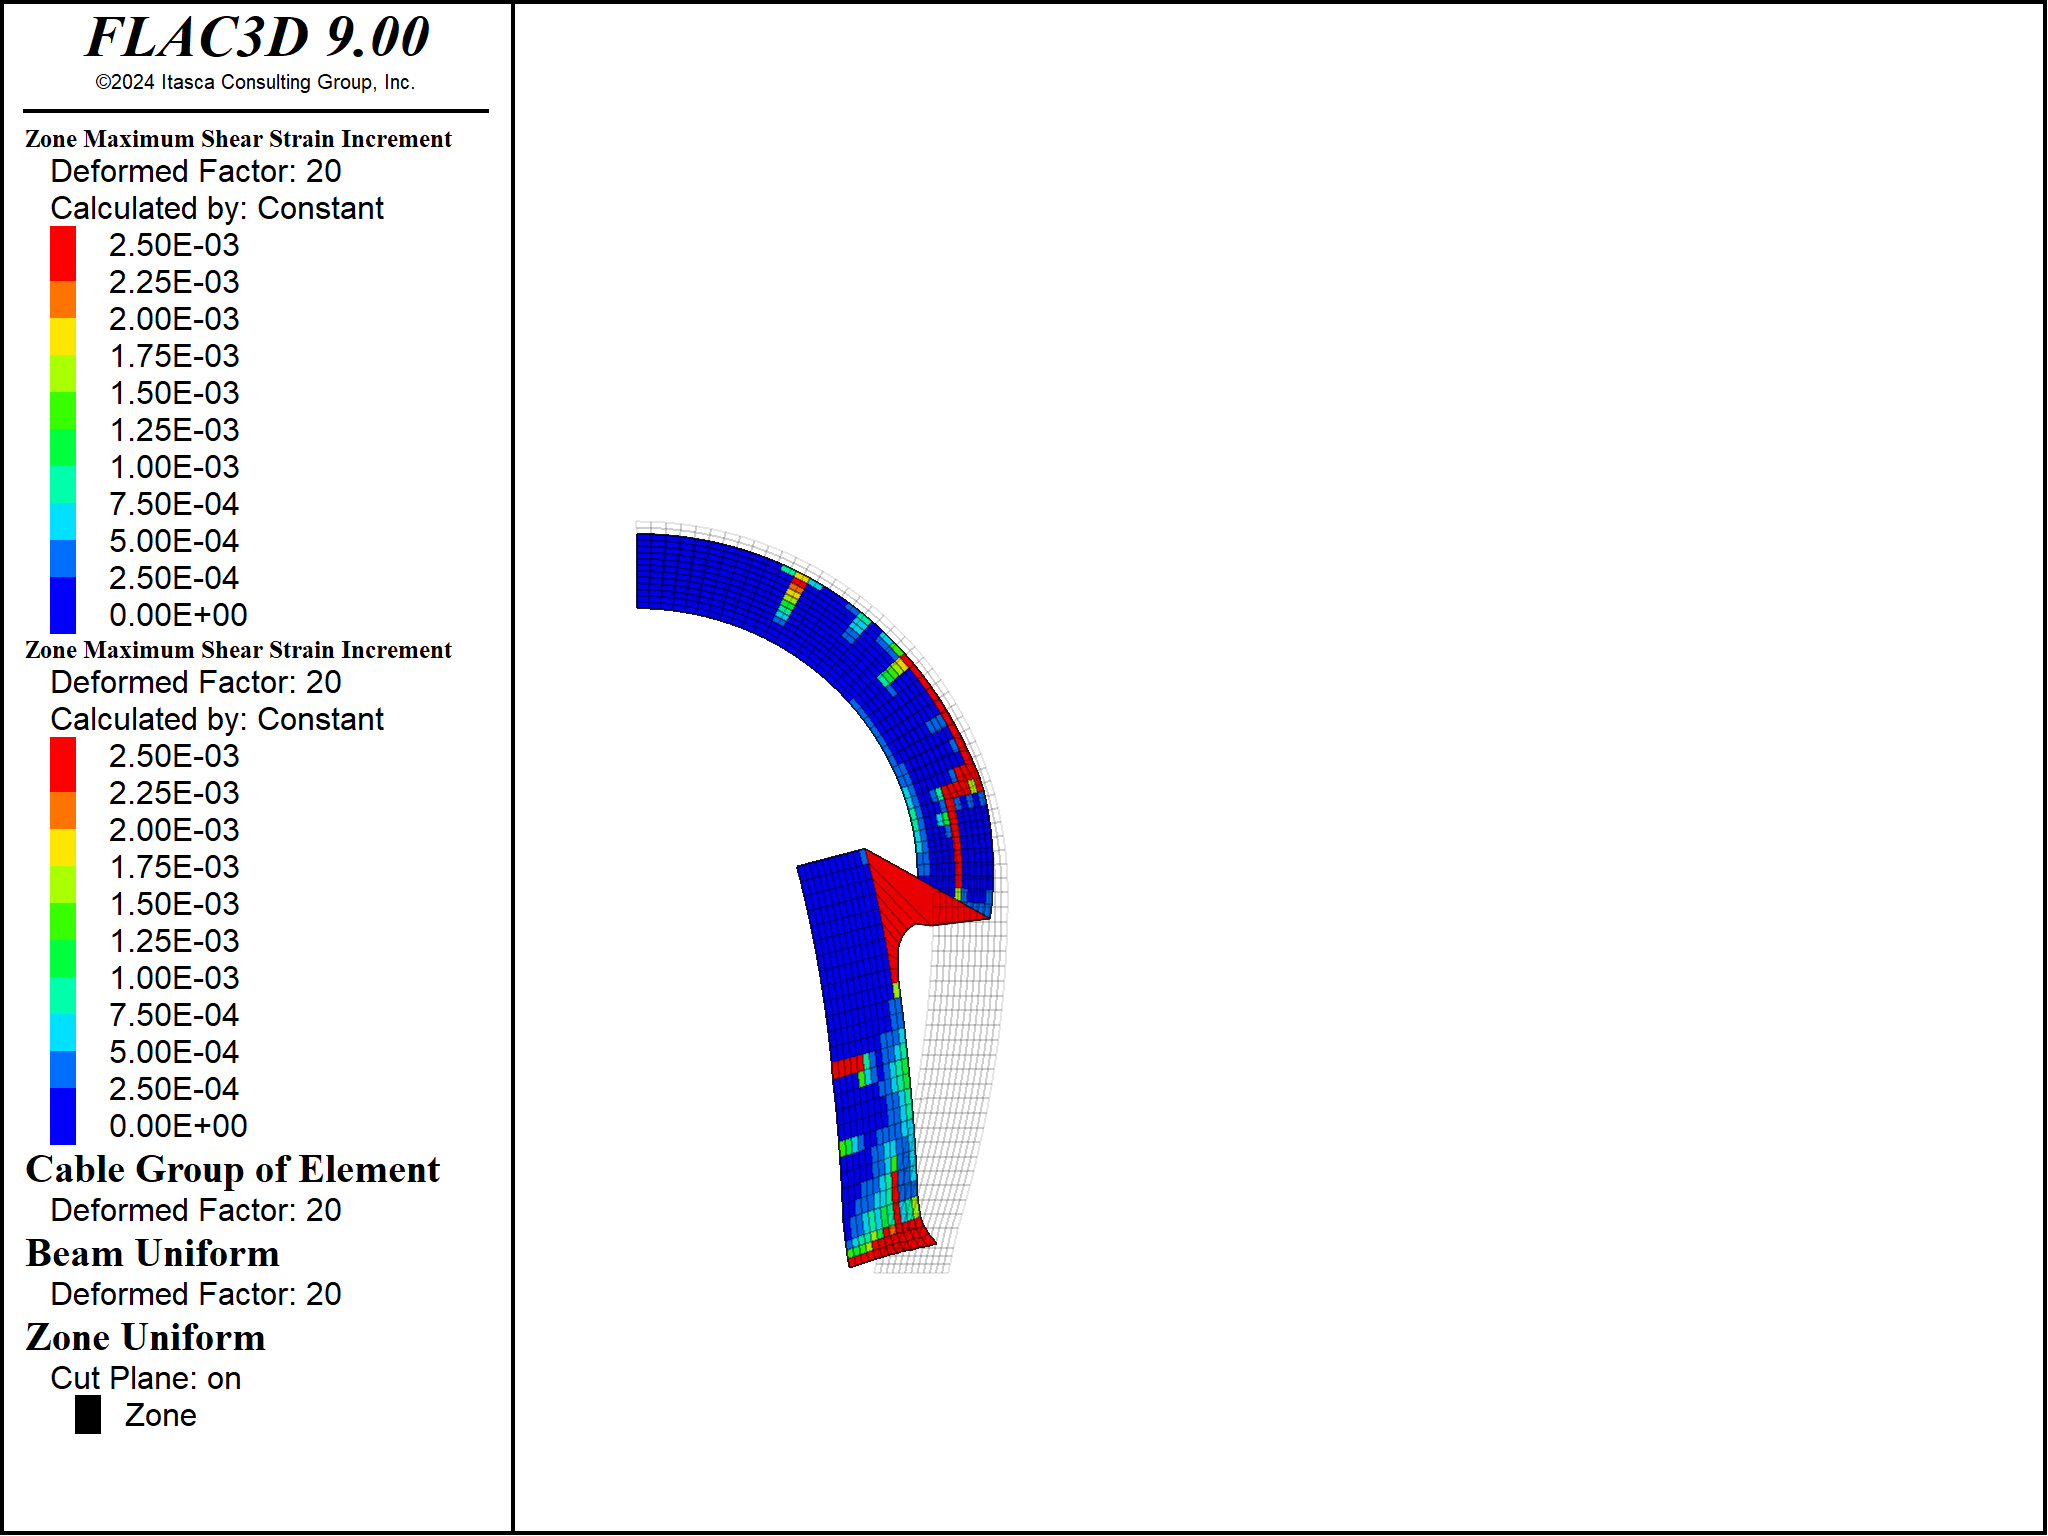 FLAC3D 9.00
©2024 Itasca Consulting Group, Inc.
Zone Maximum Shear Strain Increment
Deformed Factor: 20
Calculated by: Constant
2.50E-03
2.25E-03
2.00E-03
1.75E-03
1.50E-03
1.25E-03
1.00E-03
7.50E-04
5.00E-04
2.50E-04
0.00E+00
Zone Maximum Shear Strain Increment
Deformed Factor: 20
Calculated by: Constant
2.50E-03
2.25E-03
2.00E-03
1.75E-03
1.50E-03
1.25E-03
1.00E-03
7.50E-04
5.00E-04
2.50E-04
0.00E+00
Cable Group of Element
Deformed Factor: 20
Beam Uniform
Deformed Factor: 20
Zone Uniform
Cut Plane: on
Zone